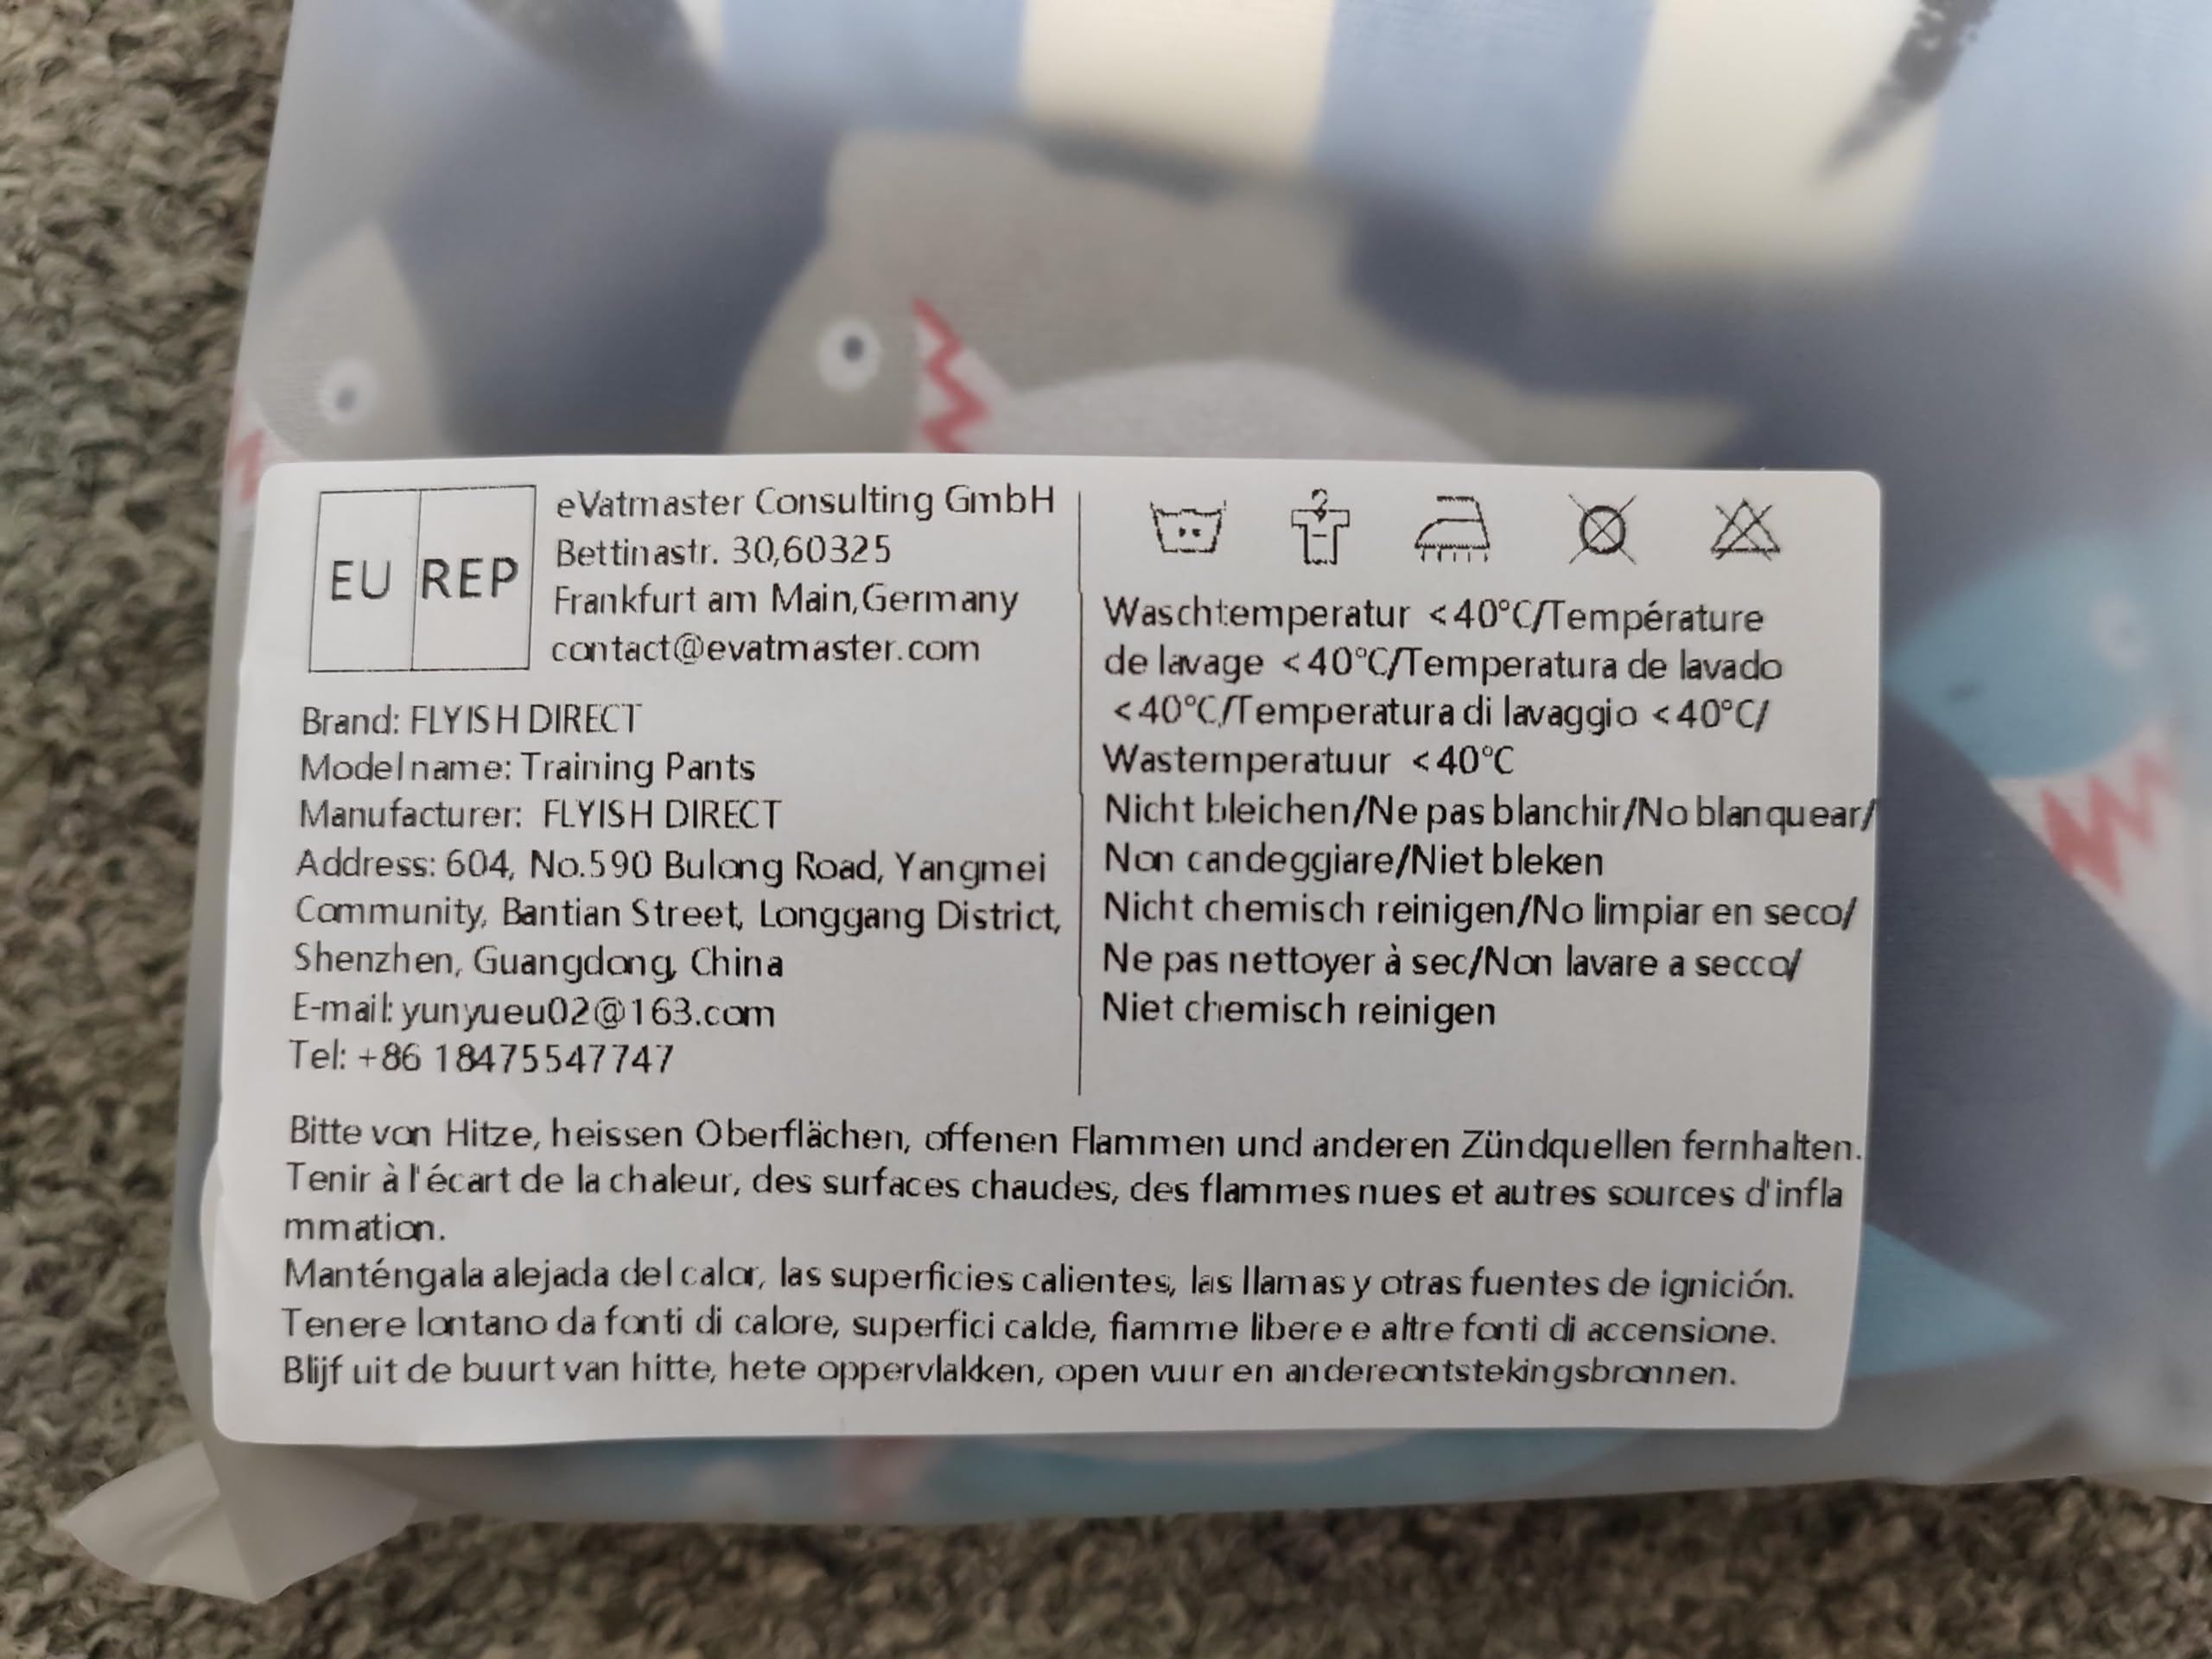 EU REP
eVatmaster Consulting GmbH
Bettinastr. 30,60325
Frankfurt am Main,Germany
contact@evatmaster.com
Brand: FLYISH DIRECT
Model name: Training Pants
Manufacturer: FLYISH DIRECT
Address: 604, No.590 Bulong Road, Yangmei
Community, Bantian Street, Longgang District,
Shenzhen, Guangdong, China
E-mail: yunyueu02@163.com
Tel: +86 18475547747
Waschtemperatur <40°C/Température
de lavage <40°C/Temperatura de lavado
<40°C/Temperatura di lavaggio <40°C/
Wastemperatuur <40°C
Nicht bleichen/Ne pas blanchir/No blanquear/
Non candeggiare/Niet bleken
Nicht chemisch reinigen/No limpiar en seco/
Ne pas nettoyer à sec/Non lavare a secco/
Niet chemisch reinigen
Bitte von Hitze, heissen Oberflächen, offenen Flammen und anderen Zündquellen fernhalten.
Tenir à l'écart de la chaleur, des surfaces chaudes, des flammes nues et autres sources d'infla
mmation.
Manténgala alejada del calor, las superficies calientes, las llamas y otras fuentes de ignición.
Tenere lontano da fonti di calore, superfici calde, fiamme libere e altre fonti di accensione.
Blijf uit de buurt van hitte, hete oppervlakken, open vuur en andereontstekingsbronnen.